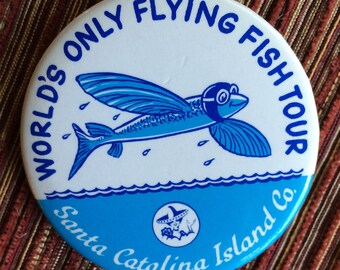 WORLD'S ONLY FLYING FISH TOUR
Santa Catalina Island Co.